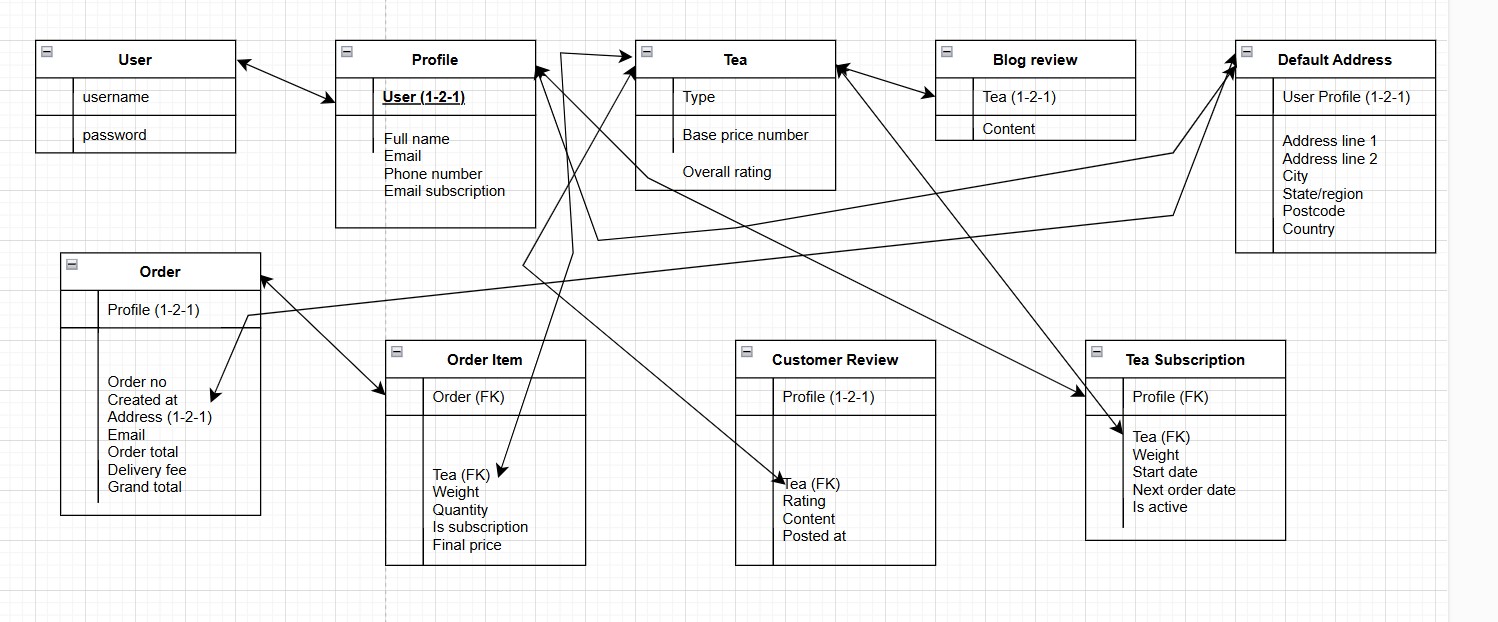 User
username
password
Profile
User (1-2-1)
Full name
Email
Phone number
Email subscription
Tea
Type
Base price number
Overall rating
Blog review
Tea (1-2-1)
Content
Default Address
User Profile (1-2-1)
Address line 1
Address line 2
City
State/region
Postcode
Country
Order
Profile (1-2-1)
Order no
Created at
Address (1-2-1)
Email
Order total
Delivery fee
Grand total
Order Item
Order (FK)
Tea (FK)
Weight
Quantity
Is subscription
Final price
Customer Review
Profile (1-2-1)
Tea (FK)
Rating
Content
Posted at
Tea Subscription
Profile (FK)
Tea (FK)
Weight
Start date
Next order date
Is active